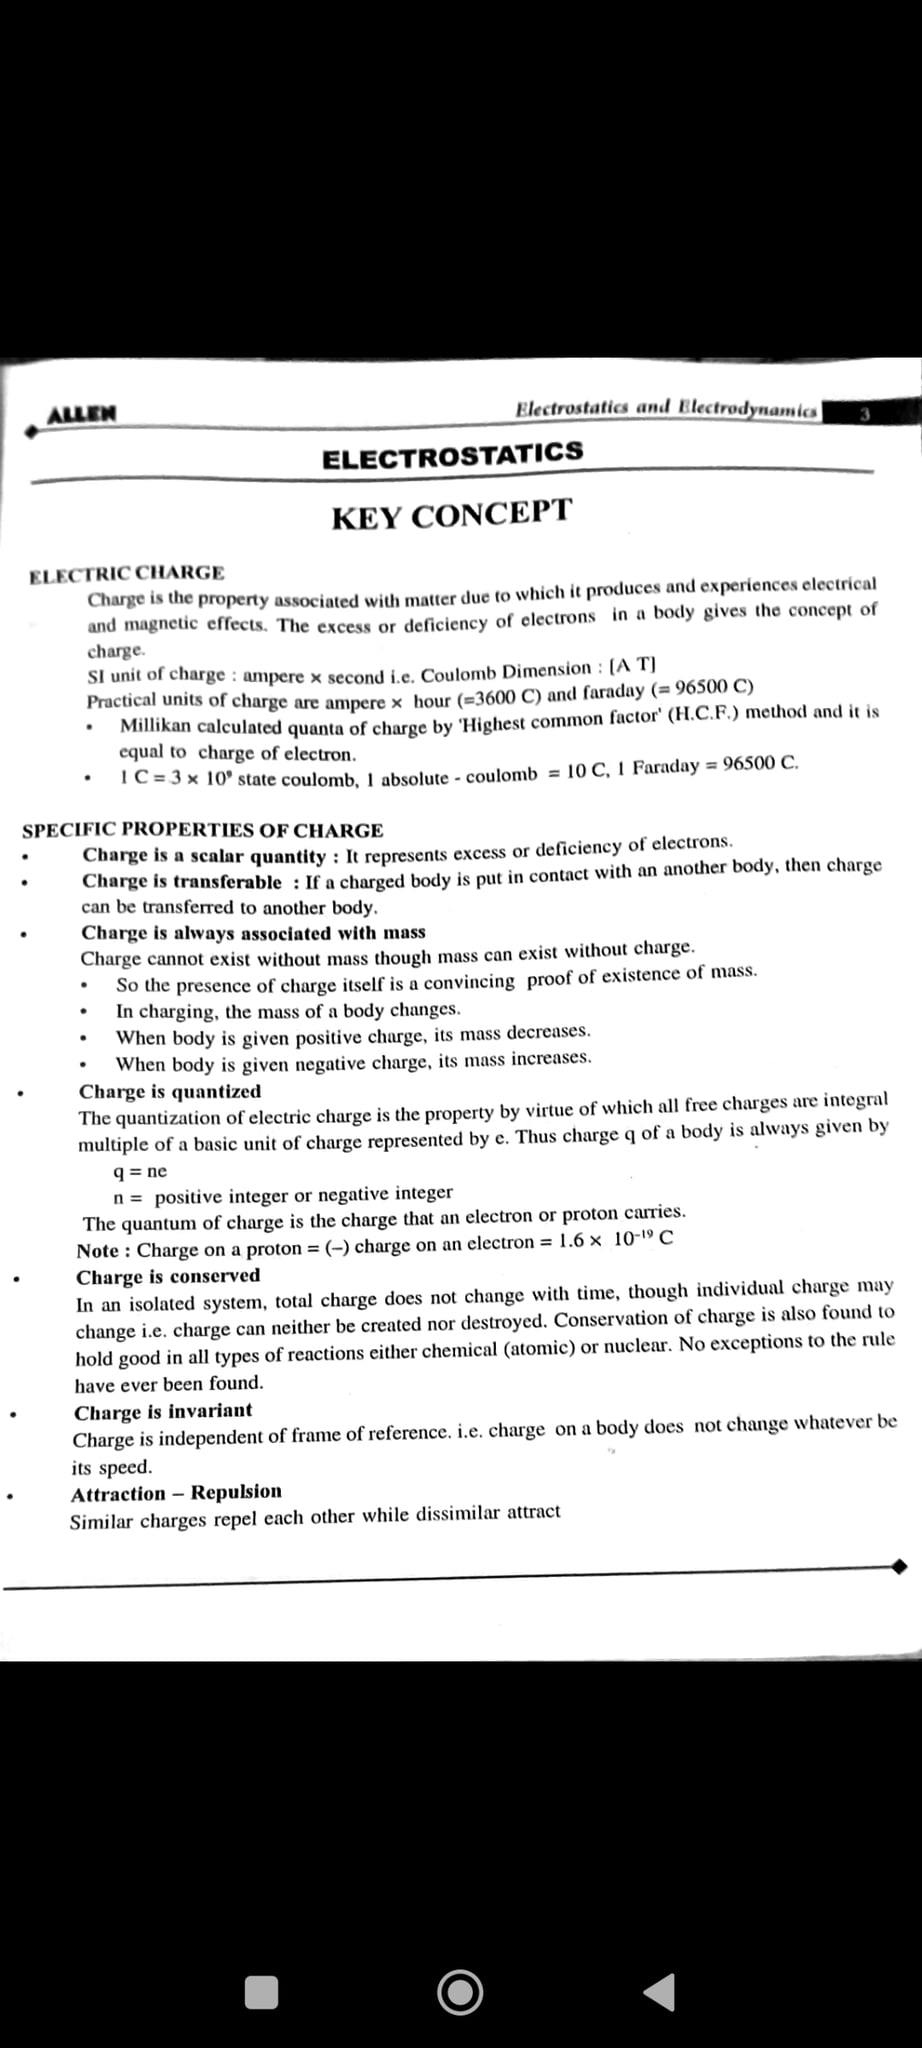 ALLEN
Electrostatics and Electrodynamics 3
ELECTROSTATICS
KEY CONCEPT
ELECTRIC CHARGE
Charge is the property associated with matter due to which it produces and experiences electrical
and magnetic effects. The excess or deficiency of electrons in a body gives the concept of
charge.
SI unit of charge : ampere × second i.e. Coulomb Dimension : [A T]
Practical units of charge are ampere × hour (=3600 C) and faraday (= 96500 C)
• Millikan calculated quanta of charge by 'Highest common factor' (H.C.F.) method and it is
equal to charge of electron.
• 1 C = 3 × 10⁹ state coulomb, 1 absolute - coulomb = 10 C, 1 Faraday = 96500 C.
SPECIFIC PROPERTIES OF CHARGE
• Charge is a scalar quantity : It represents excess or deficiency of electrons.
• Charge is transferable : If a charged body is put in contact with an another body, then charge
can be transferred to another body.
• Charge is always associated with mass
Charge cannot exist without mass though mass can exist without charge.
• So the presence of charge itself is a convincing proof of existence of mass.
• In charging, the mass of a body changes.
• When body is given positive charge, its mass decreases.
• When body is given negative charge, its mass increases.
• Charge is quantized
The quantization of electric charge is the property by virtue of which all free charges are integral
multiple of a basic unit of charge represented by e. Thus charge q of a body is always given by
q = ne
n = positive integer or negative integer
The quantum of charge is the charge that an electron or proton carries.
Note : Charge on a proton = (–) charge on an electron = 1.6 × 10⁻¹⁹ C
• Charge is conserved
In an isolated system, total charge does not change with time, though individual charge may
change i.e. charge can neither be created nor destroyed. Conservation of charge is also found to
hold good in all types of reactions either chemical (atomic) or nuclear. No exceptions to the rule
have ever been found.
• Charge is invariant
Charge is independent of frame of reference. i.e. charge on a body does not change whatever be
its speed.
• Attraction – Repulsion
Similar charges repel each other while dissimilar attract